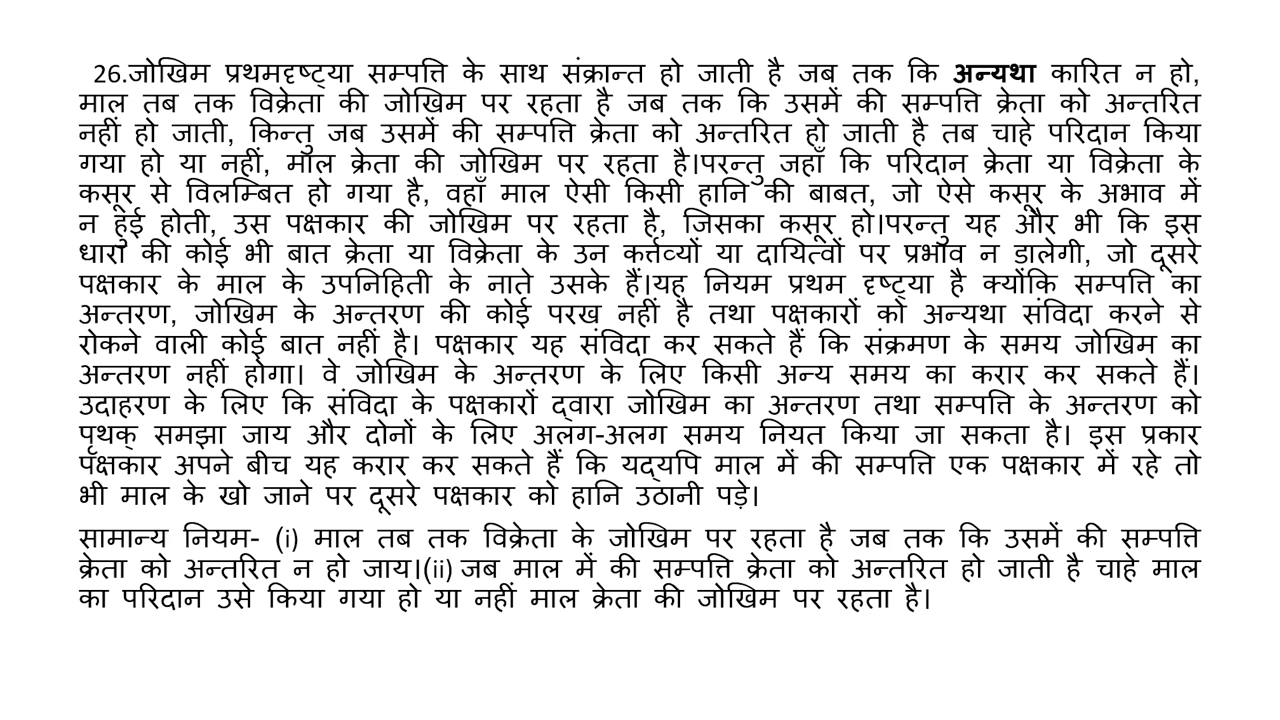 26.जोखिम प्रथमदृष्ट्या सम्पत्ति के साथ संक्रान्त हो जाती है जब तक कि अन्यथा कारित न हो,
माल तब तक विक्रेता की जोखिम पर रहता है जब तक कि उसमें की सम्पत्ति क्रेता को अन्तरित
नहीं हो जाती, किन्तु जब उसमें की सम्पत्ति क्रेता को अन्तरित हो जाती है तब चाहे परिदान किया
गया हो या नहीं, माल क्रेता की जोखिम पर रहता है।परन्तु जहाँ कि परिदान क्रेता या विक्रेता के
कसूर से विलम्बित हो गया है, वहाँ माल ऐसी किसी हानि की बाबत, जो ऐसे कसूर के अभाव में
न हुई होती, उस पक्षकार की जोखिम पर रहता है, जिसका कसूर हो।परन्तु यह और भी कि इस
धारा की कोई भी बात क्रेता या विक्रेता के उन कर्त्तव्यों या दायित्वों पर प्रभाव न डालेगी, जो दूसरे
पक्षकार के माल के उपनिहिती के नाते उसके हैं।यह नियम प्रथम दृष्ट्या है क्योंकि सम्पत्ति का
अन्तरण, जोखिम के अन्तरण की कोई परख नहीं है तथा पक्षकारों को अन्यथा संविदा करने से
रोकने वाली कोई बात नहीं है। पक्षकार यह संविदा कर सकते हैं कि संक्रमण के समय जोखिम का
अन्तरण नहीं होगा। वे जोखिम के अन्तरण के लिए किसी अन्य समय का करार कर सकते हैं।
उदाहरण के लिए कि संविदा के पक्षकारों द्वारा जोखिम का अन्तरण तथा सम्पत्ति के अन्तरण को
पृथक् समझा जाय और दोनों के लिए अलग-अलग समय नियत किया जा सकता है। इस प्रकार
पक्षकार अपने बीच यह करार कर सकते हैं कि यद्यपि माल में की सम्पत्ति एक पक्षकार में रहे तो
भी माल के खो जाने पर दूसरे पक्षकार को हानि उठानी पड़े।
सामान्य नियम- (i) माल तब तक विक्रेता के जोखिम पर रहता है जब तक कि उसमें की सम्पत्ति
क्रेता को अन्तरित न हो जाय।(ii) जब माल में की सम्पत्ति क्रेता को अन्तरित हो जाती है चाहे माल
का परिदान उसे किया गया हो या नहीं माल क्रेता की जोखिम पर रहता है।